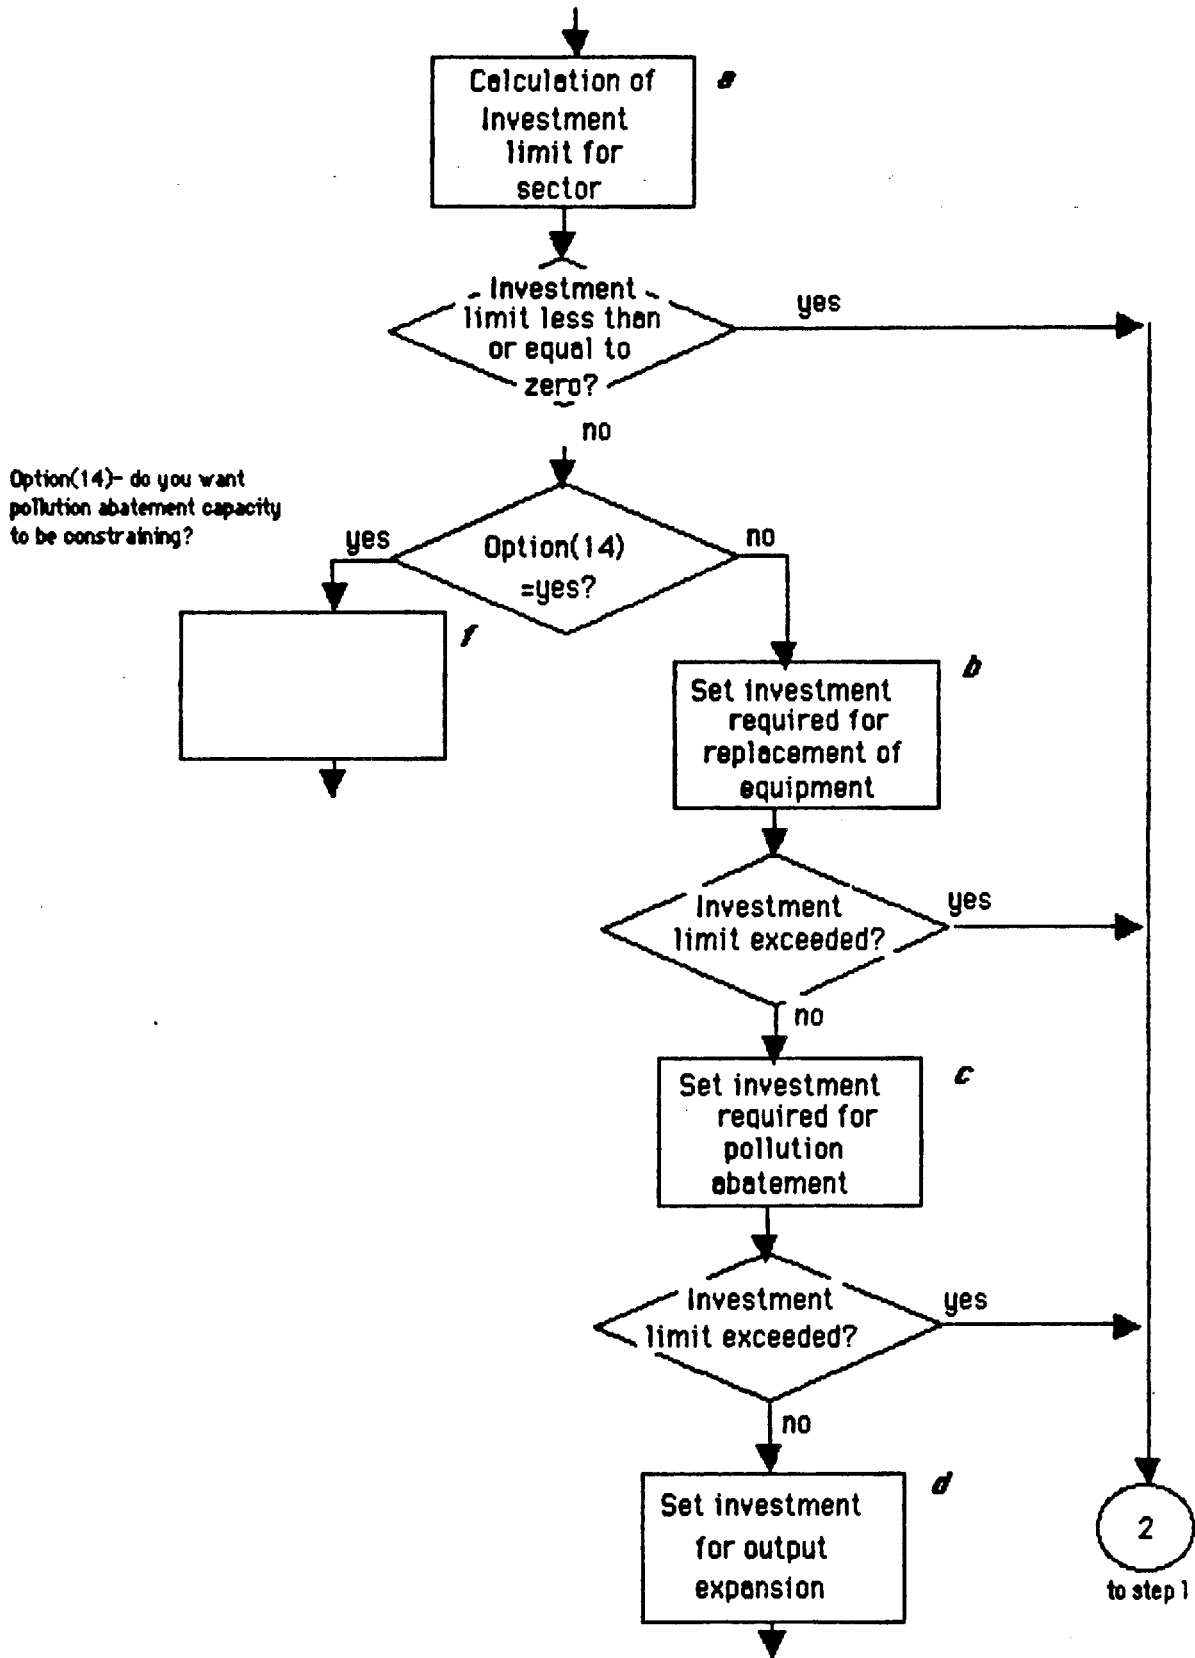 Calculation of
Investment
limit for
sector
a
Investment
limit less than
or equal to
zero?
yes
no
Option(14)- do you want
pollution abatement capacity
to be constraining?
yes
Option(14)
=yes?
no
f
b
Set investment
required for
replacement of
equipment
Investment
limit exceeded?
yes
no
c
Set investment
required for
pollution
abatement
Investment
limit exceeded?
yes
no
d
Set investment
for output
expansion
2
to step 1